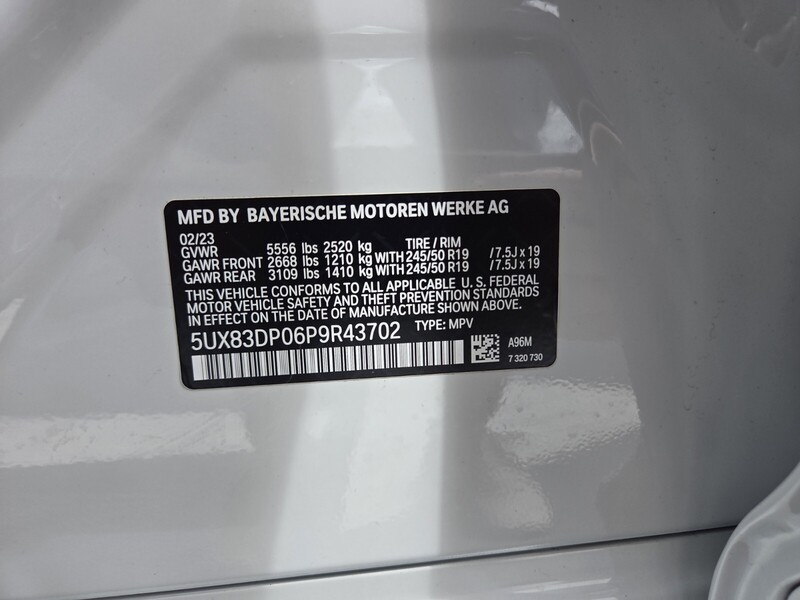 MFD BY BAYERISCHE MOTOREN WERKE AG
02/23 TIRE / RIM
GVWR 5556 lbs 2520 kg
GAWR FRONT 2668 lbs 1210 kg WITH 245/50 R19 / 7.5J x 19
GAWR REAR 3109 lbs 1410 kg WITH 245/50 R19 / 7.5J x 19
THIS VEHICLE CONFORMS TO ALL APPLICABLE U.S. FEDERAL
MOTOR VEHICLE SAFETY AND THEFT PREVENTION STANDARDS
IN EFFECT ON THE DATE OF MANUFACTURE SHOWN ABOVE.
5UX83DP06P9R43702 TYPE: MPV
A96M
7 320 730